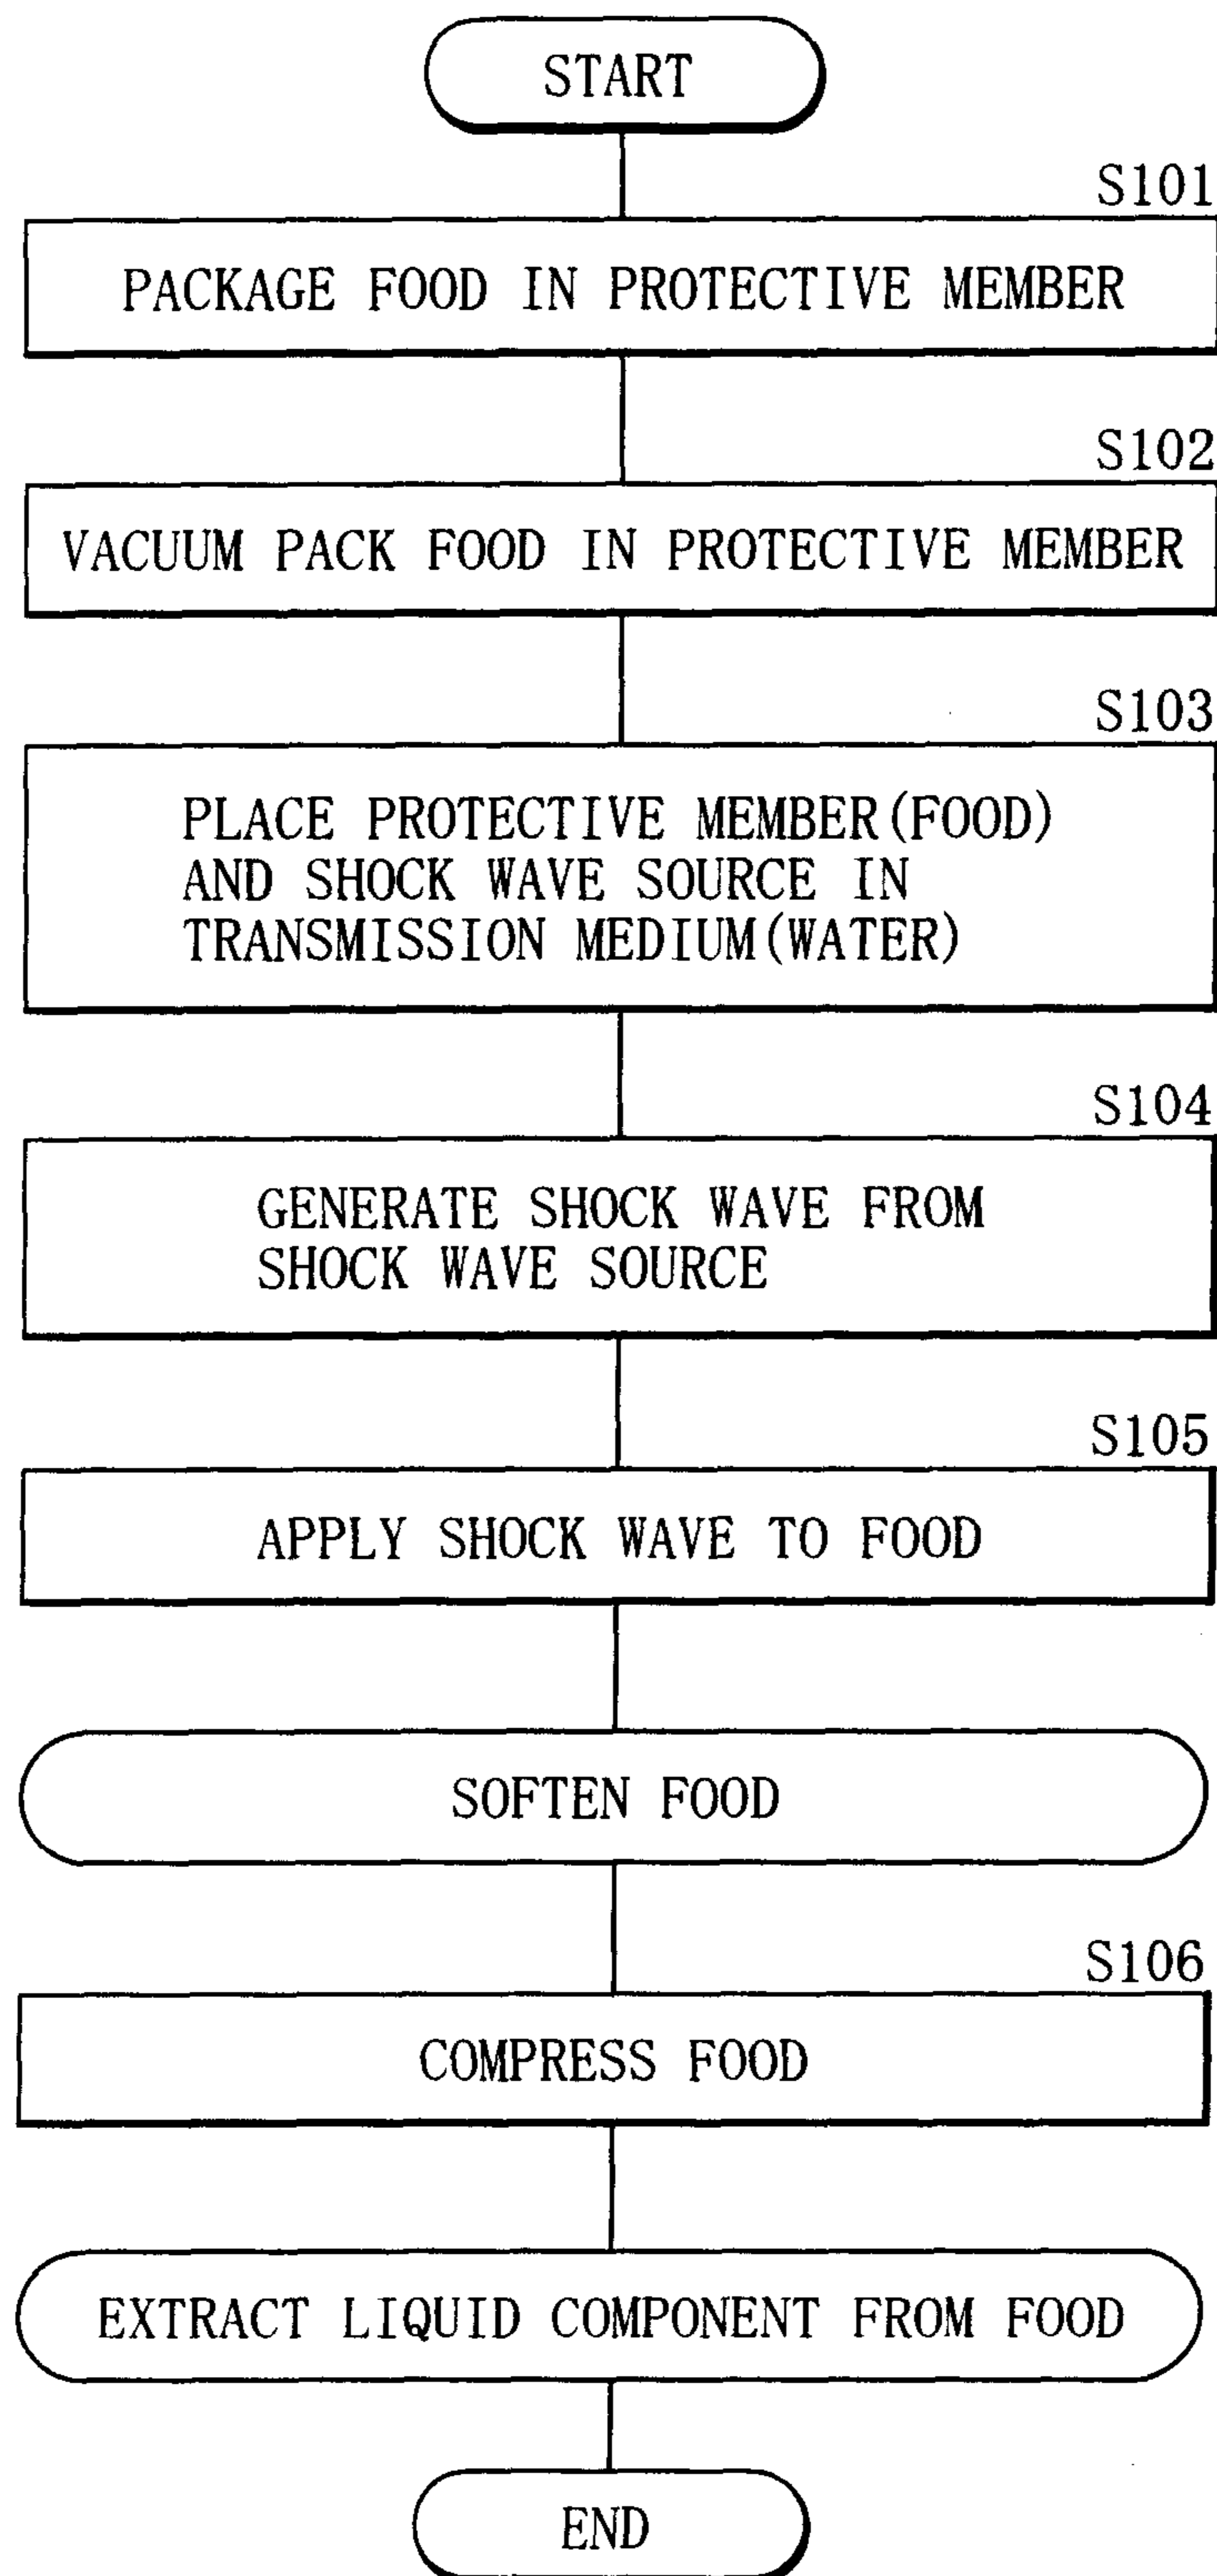 START
S101
PACKAGE FOOD IN PROTECTIVE MEMBER
S102
VACUUM PACK FOOD IN PROTECTIVE MEMBER
S103
PLACE PROTECTIVE MEMBER(FOOD)
AND SHOCK WAVE SOURCE IN
TRANSMISSION MEDIUM(WATER)
S104
GENERATE SHOCK WAVE FROM
SHOCK WAVE SOURCE
S105
APPLY SHOCK WAVE TO FOOD
SOFTEN FOOD
S106
COMPRESS FOOD
EXTRACT LIQUID COMPONENT FROM FOOD
END